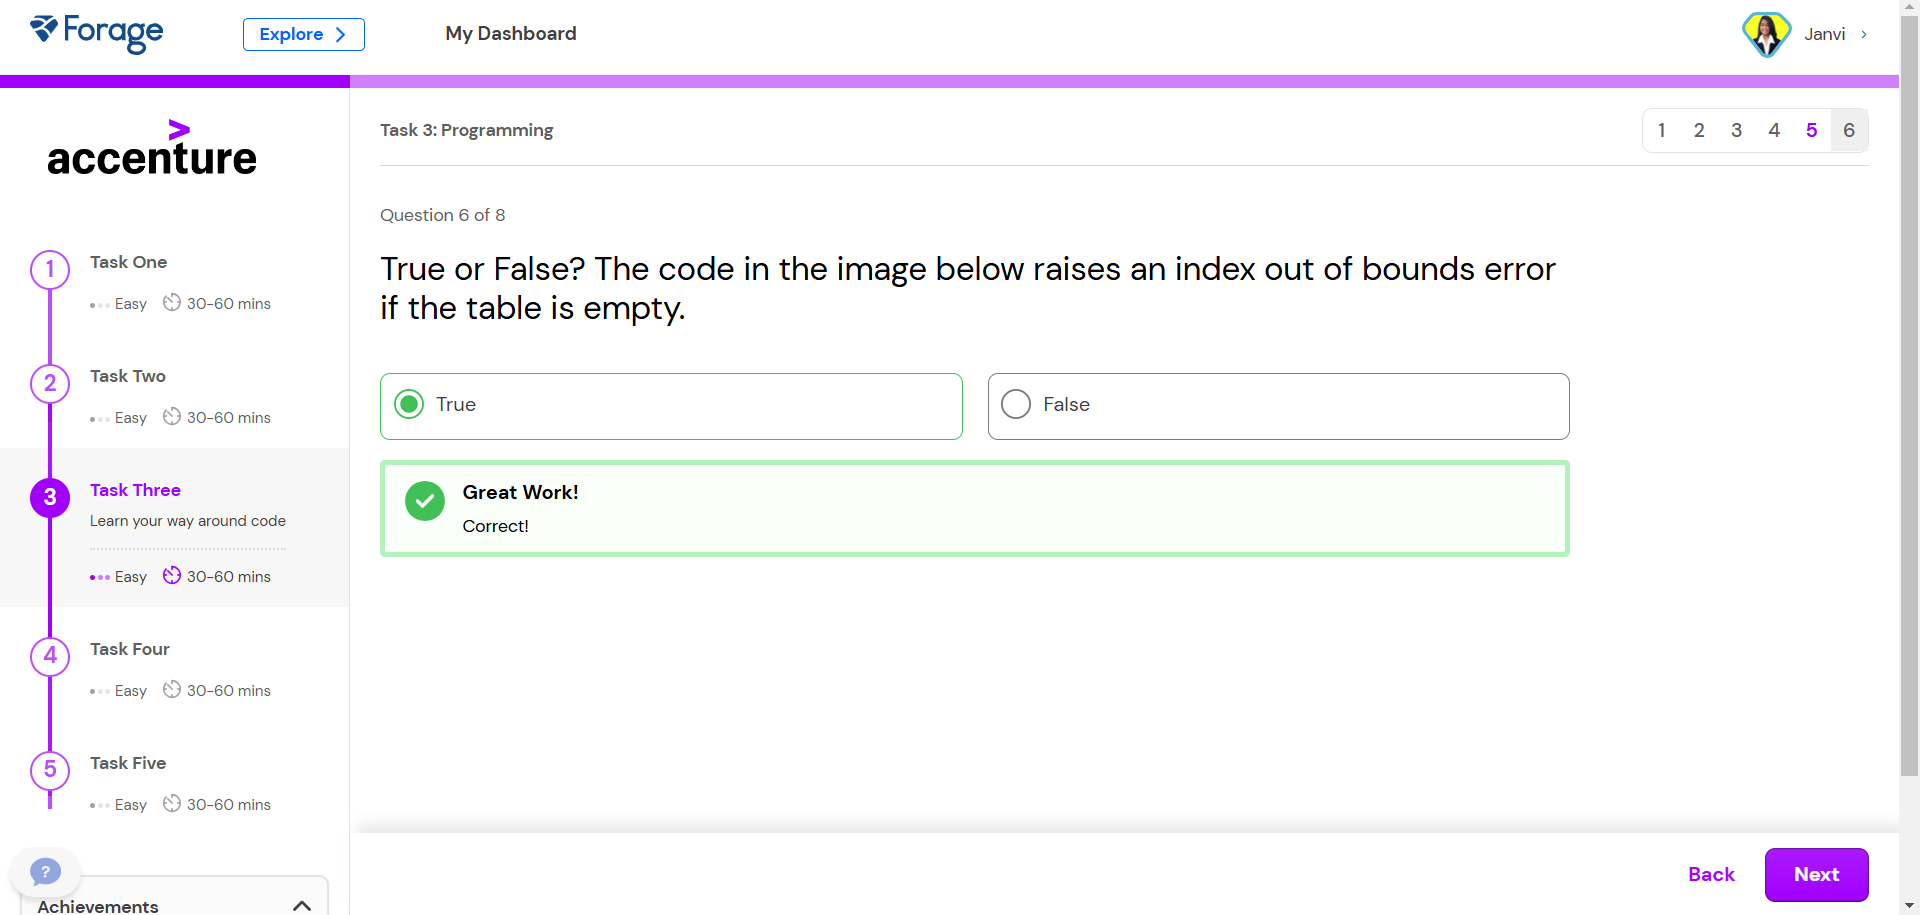 Forage
Explore
My Dashboard
Janvi
accenture
Task 3: Programming
1 2 3 4 5 6
Question 6 of 8
True or False? The code in the image below raises an index out of bounds error
if the table is empty.
True
False
Great Work!
Correct!
1
Task One
Easy 30-60 mins
2
Task Two
Easy 30-60 mins
3
Task Three
Learn your way around code
Easy 30-60 mins
4
Task Four
Easy 30-60 mins
5
Task Five
Easy 30-60 mins
?
Achievements
Back
Next